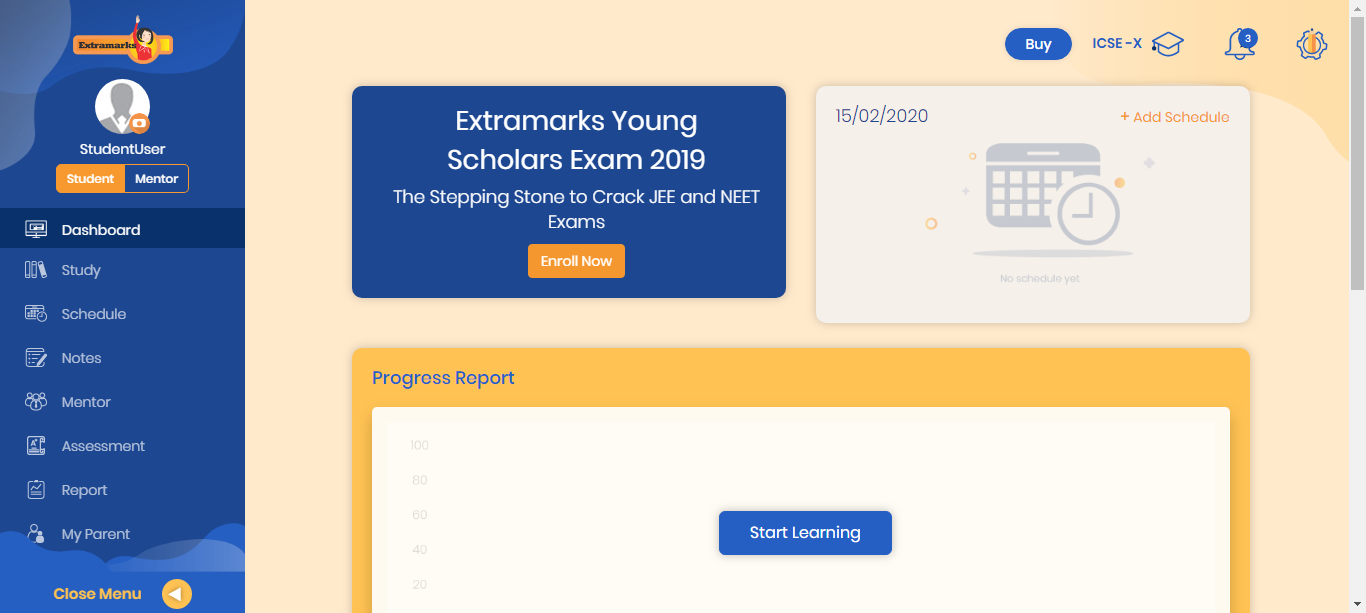 Extramarks
StudentUser
Student
Mentor
Dashboard
Study
Schedule
Notes
Mentor
Assessment
Report
My Parent
Close Menu
Buy
ICSE -X
3
Extramarks Young
Scholars Exam 2019
The Stepping Stone to Crack JEE and NEET
Exams
Enroll Now
15/02/2020
+ Add Schedule
No schedule yet
Progress Report
100
80
60
40
20
Start Learning